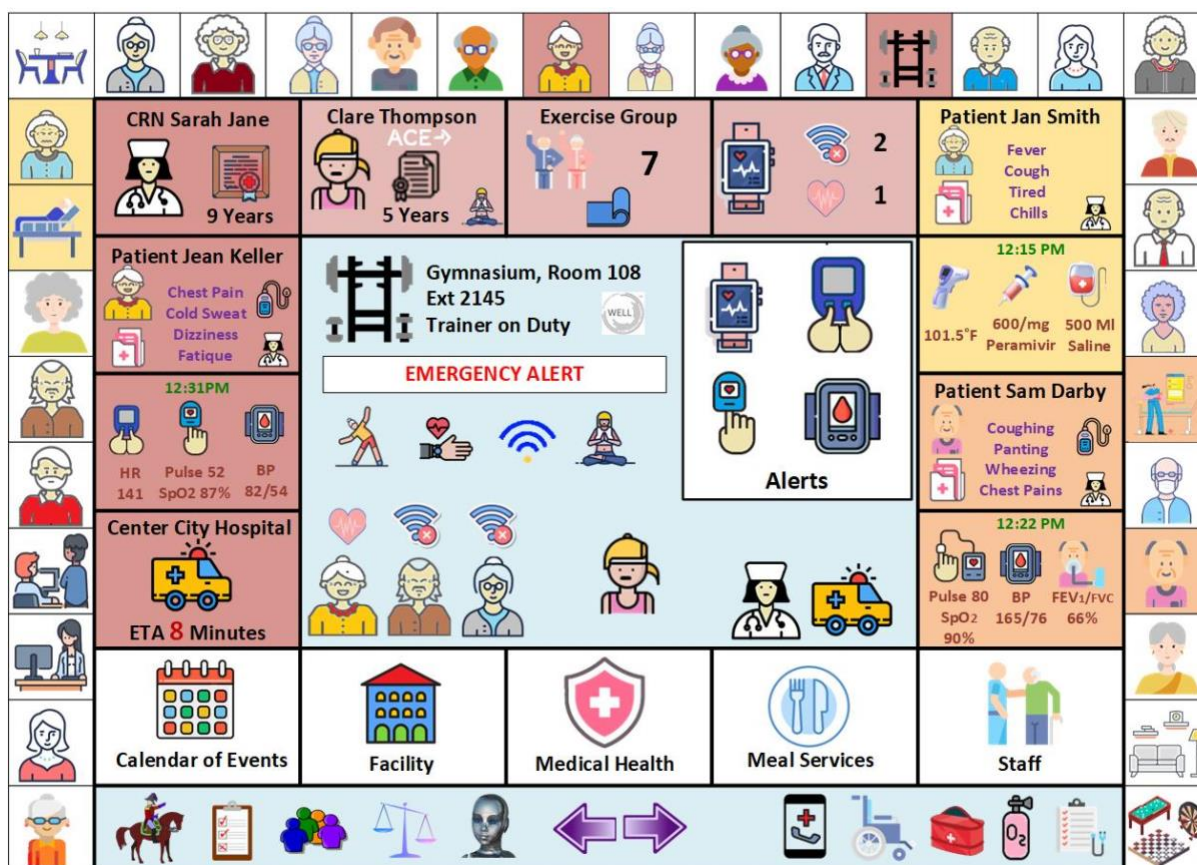 CRN Sarah Jane
9 Years
Clare Thompson
ACE
5 Years
Exercise Group
7
2
1
Patient Jan Smith
Fever
Cough
Tired
Chills
Patient Jean Keller
Chest Pain
Cold Sweat
Dizziness
Fatique
Gymnasium, Room 108
Ext 2145
Trainer on Duty
WELL
EMERGENCY ALERT
Alerts
12:15 PM
101.5°F
600/mg
Peramivir
500 Ml
Saline
12:31PM
HR
141
Pulse 52
SpO2 87%
BP
82/54
Patient Sam Darby
Coughing
Panting
Wheezing
Chest Pains
Center City Hospital
ETA 8 Minutes
12:22 PM
Pulse 80
SpO2
90%
BP
165/76
FEV1/FVC
66%
Calendar of Events
Facility
Medical Health
Meal Services
Staff
O2